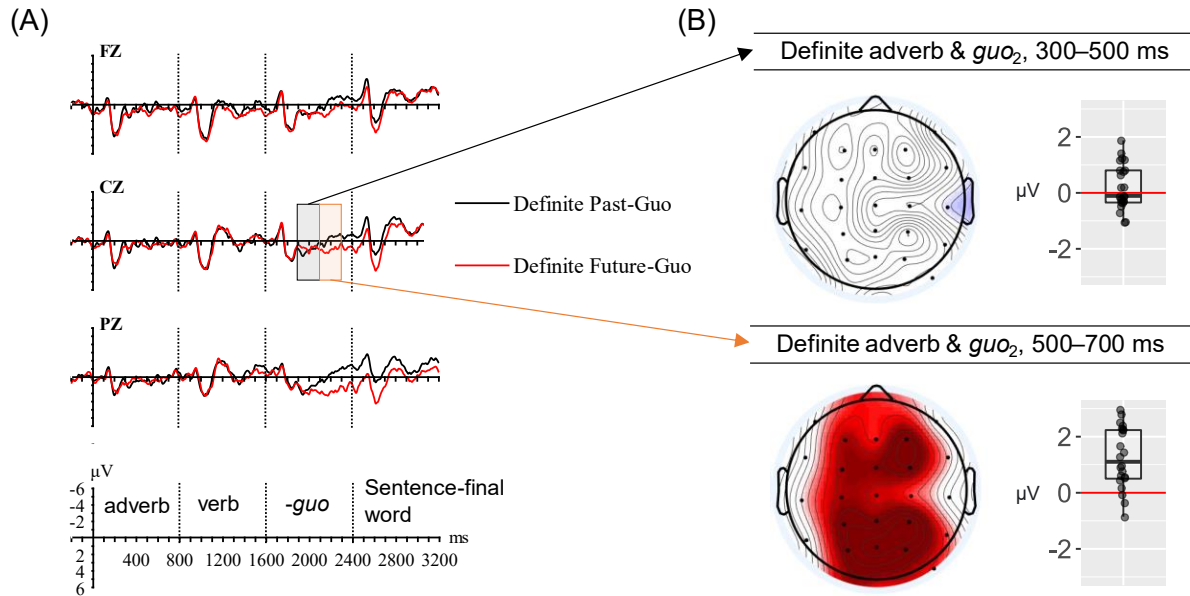 (A)
FZ
CZ
Definite Past-Guo
Definite Future-Guo
PZ
µV
-6
-4
-2
2
4
6
adverb
verb
-guo
Sentence-final
word
ms
400 800 1200 1600 2000 2400 2800 3200
(B)
Definite adverb & guo₂, 300–500 ms
µV
2
0
-2
Definite adverb & guo₂, 500–700 ms
µV
2
0
-2